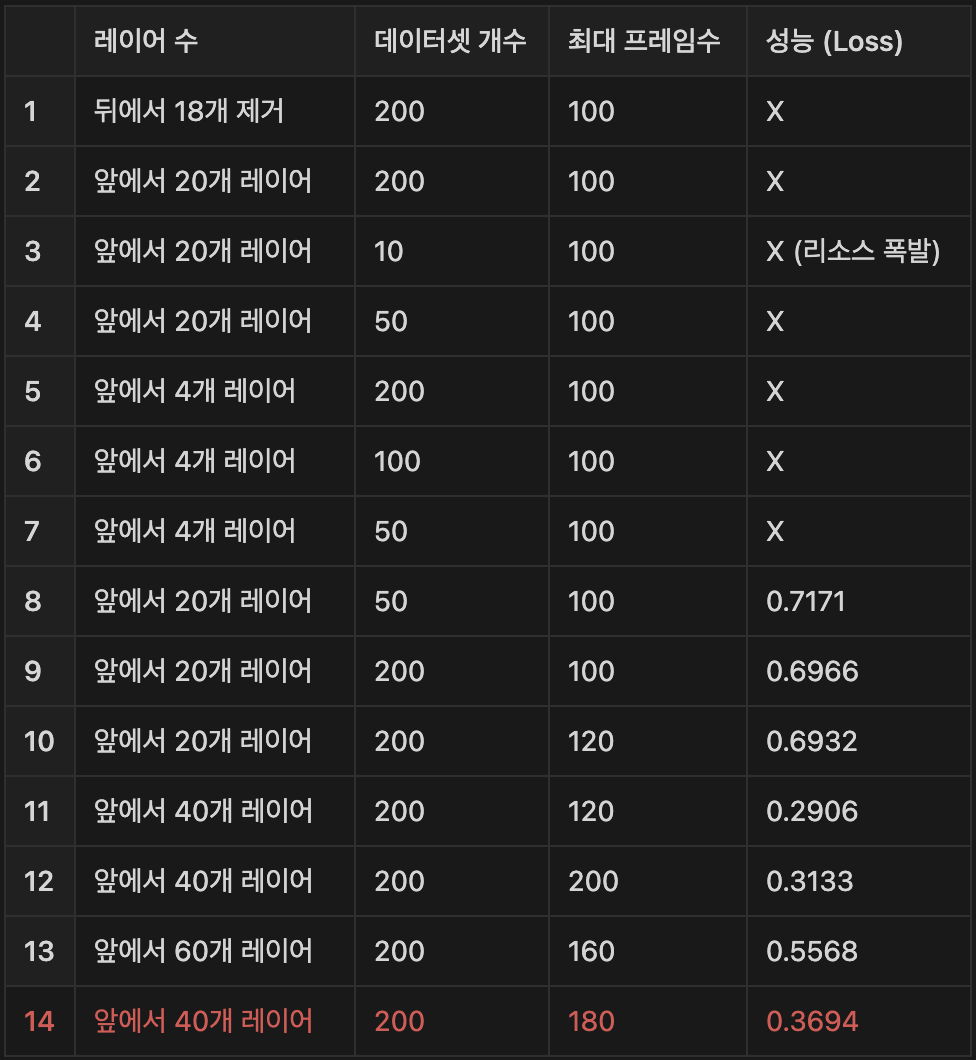 레이어 수 데이터셋 개수 최대 프레임수 성능 (Loss)
1 뒤에서 18개 제거 200 100 X
2 앞에서 20개 레이어 200 100 X
3 앞에서 20개 레이어 10 100 X (리소스 폭발)
4 앞에서 20개 레이어 50 100 X
5 앞에서 4개 레이어 200 100 X
6 앞에서 4개 레이어 100 100 X
7 앞에서 4개 레이어 50 100 X
8 앞에서 20개 레이어 50 100 0.7171
9 앞에서 20개 레이어 200 100 0.6966
10 앞에서 20개 레이어 200 120 0.6932
11 앞에서 40개 레이어 200 120 0.2906
12 앞에서 40개 레이어 200 200 0.3133
13 앞에서 60개 레이어 200 160 0.5568
14 앞에서 40개 레이어 200 180 0.3694